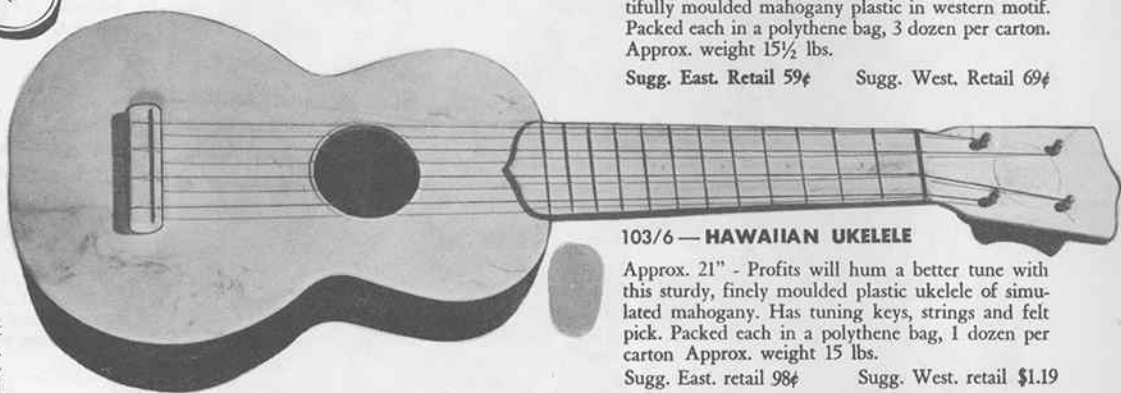 tifully moulded mahogany plastic in western motif.
Packed each in a polythene bag, 3 dozen per carton.
Approx. weight 15½ lbs.
Sugg. East. Retail 59¢ Sugg. West. Retail 69¢
103/6 — HAWAIIAN UKELELE
Approx. 21” - Profits will hum a better tune with
this sturdy, finely moulded plastic ukelele of simu-
lated mahogany. Has tuning keys, strings and felt
pick. Packed each in a polythene bag, 1 dozen per
carton Approx. weight 15 lbs.
Sugg. East. retail 98¢ Sugg. West. retail $1.19